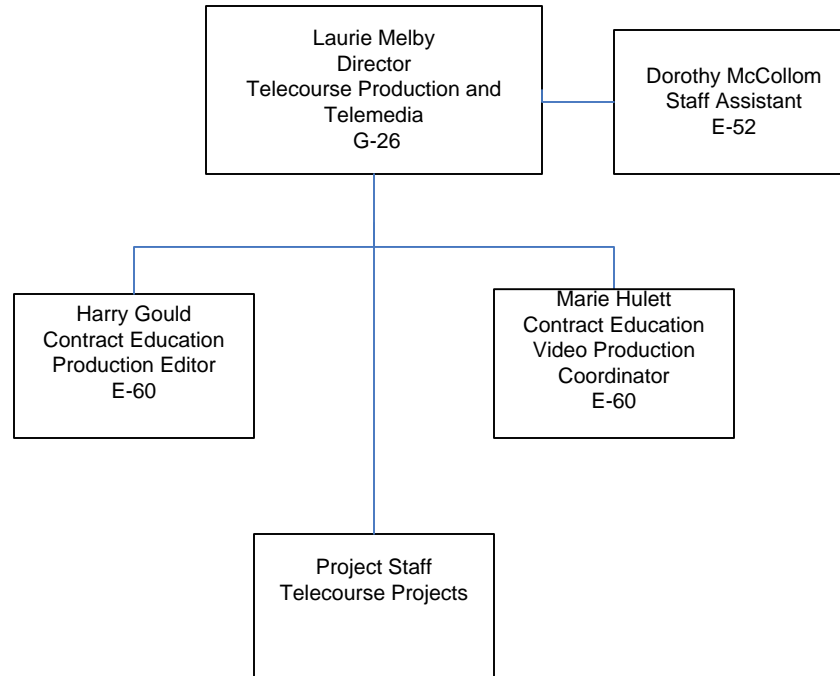 Laurie Melby
Director
Telecourse Production and
Telemedia
G-26
Dorothy McCollom
Staff Assistant
E-52
Harry Gould
Contract Education
Production Editor
E-60
Marie Hulett
Contract Education
Video Production
Coordinator
E-60
Project Staff
Telecourse Projects